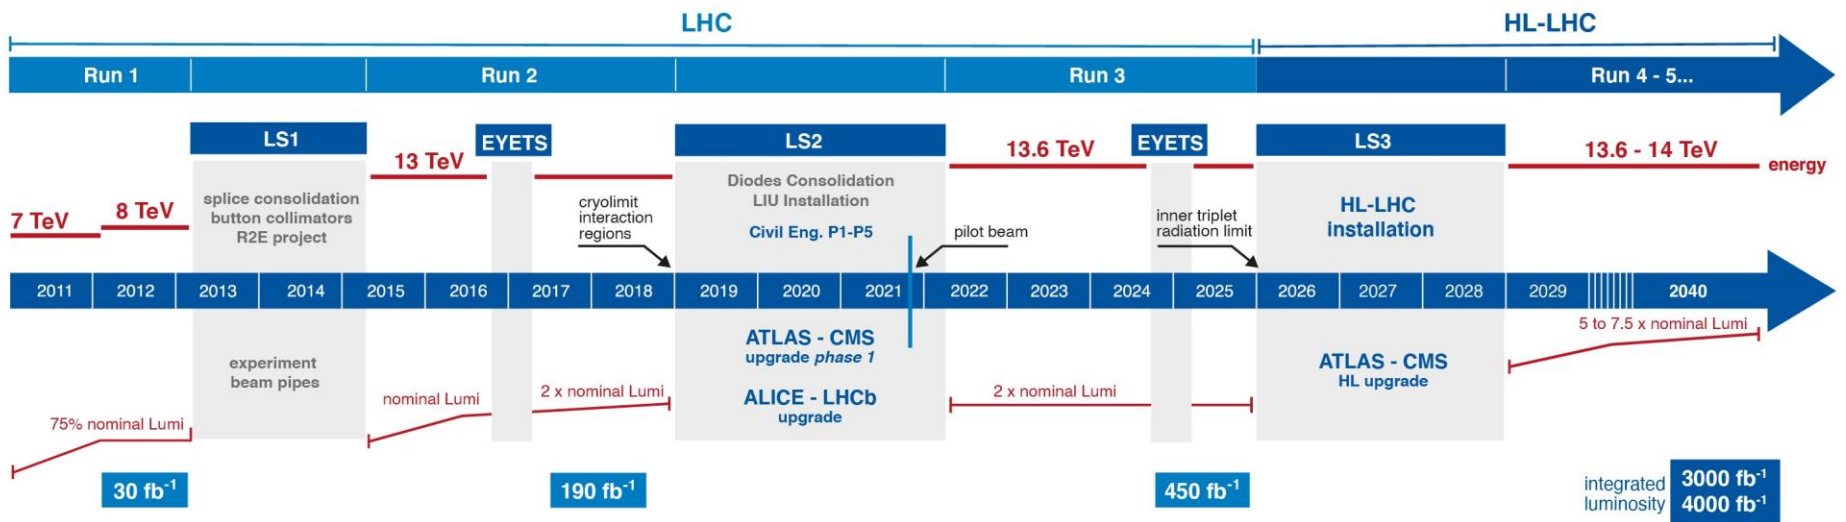 LHC
HL-LHC
Run 1
Run 2
Run 3
Run 4 - 5...
LS1
EYETS
LS2
EYETS
LS3
7 TeV
8 TeV
13 TeV
13.6 TeV
13.6 - 14 TeV
energy
splice consolidation
button collimators
R2E project
cryolimit
interaction
regions
Diodes Consolidation
LIU Installation
Civil Eng. P1-P5
pilot beam
inner triplet
radiation limit
HL-LHC
installation
2011
2012
2013
2014
2015
2016
2017
2018
2019
2020
2021
2022
2023
2024
2025
2026
2027
2028
2029
2040
experiment
beam pipes
75% nominal Lumi
nominal Lumi
2 x nominal Lumi
ATLAS - CMS
upgrade phase 1
ALICE - LHCb
upgrade
2 x nominal Lumi
ATLAS - CMS
HL upgrade
5 to 7.5 x nominal Lumi
30 fb-1
190 fb-1
450 fb-1
integrated
luminosity
3000 fb-1
4000 fb-1